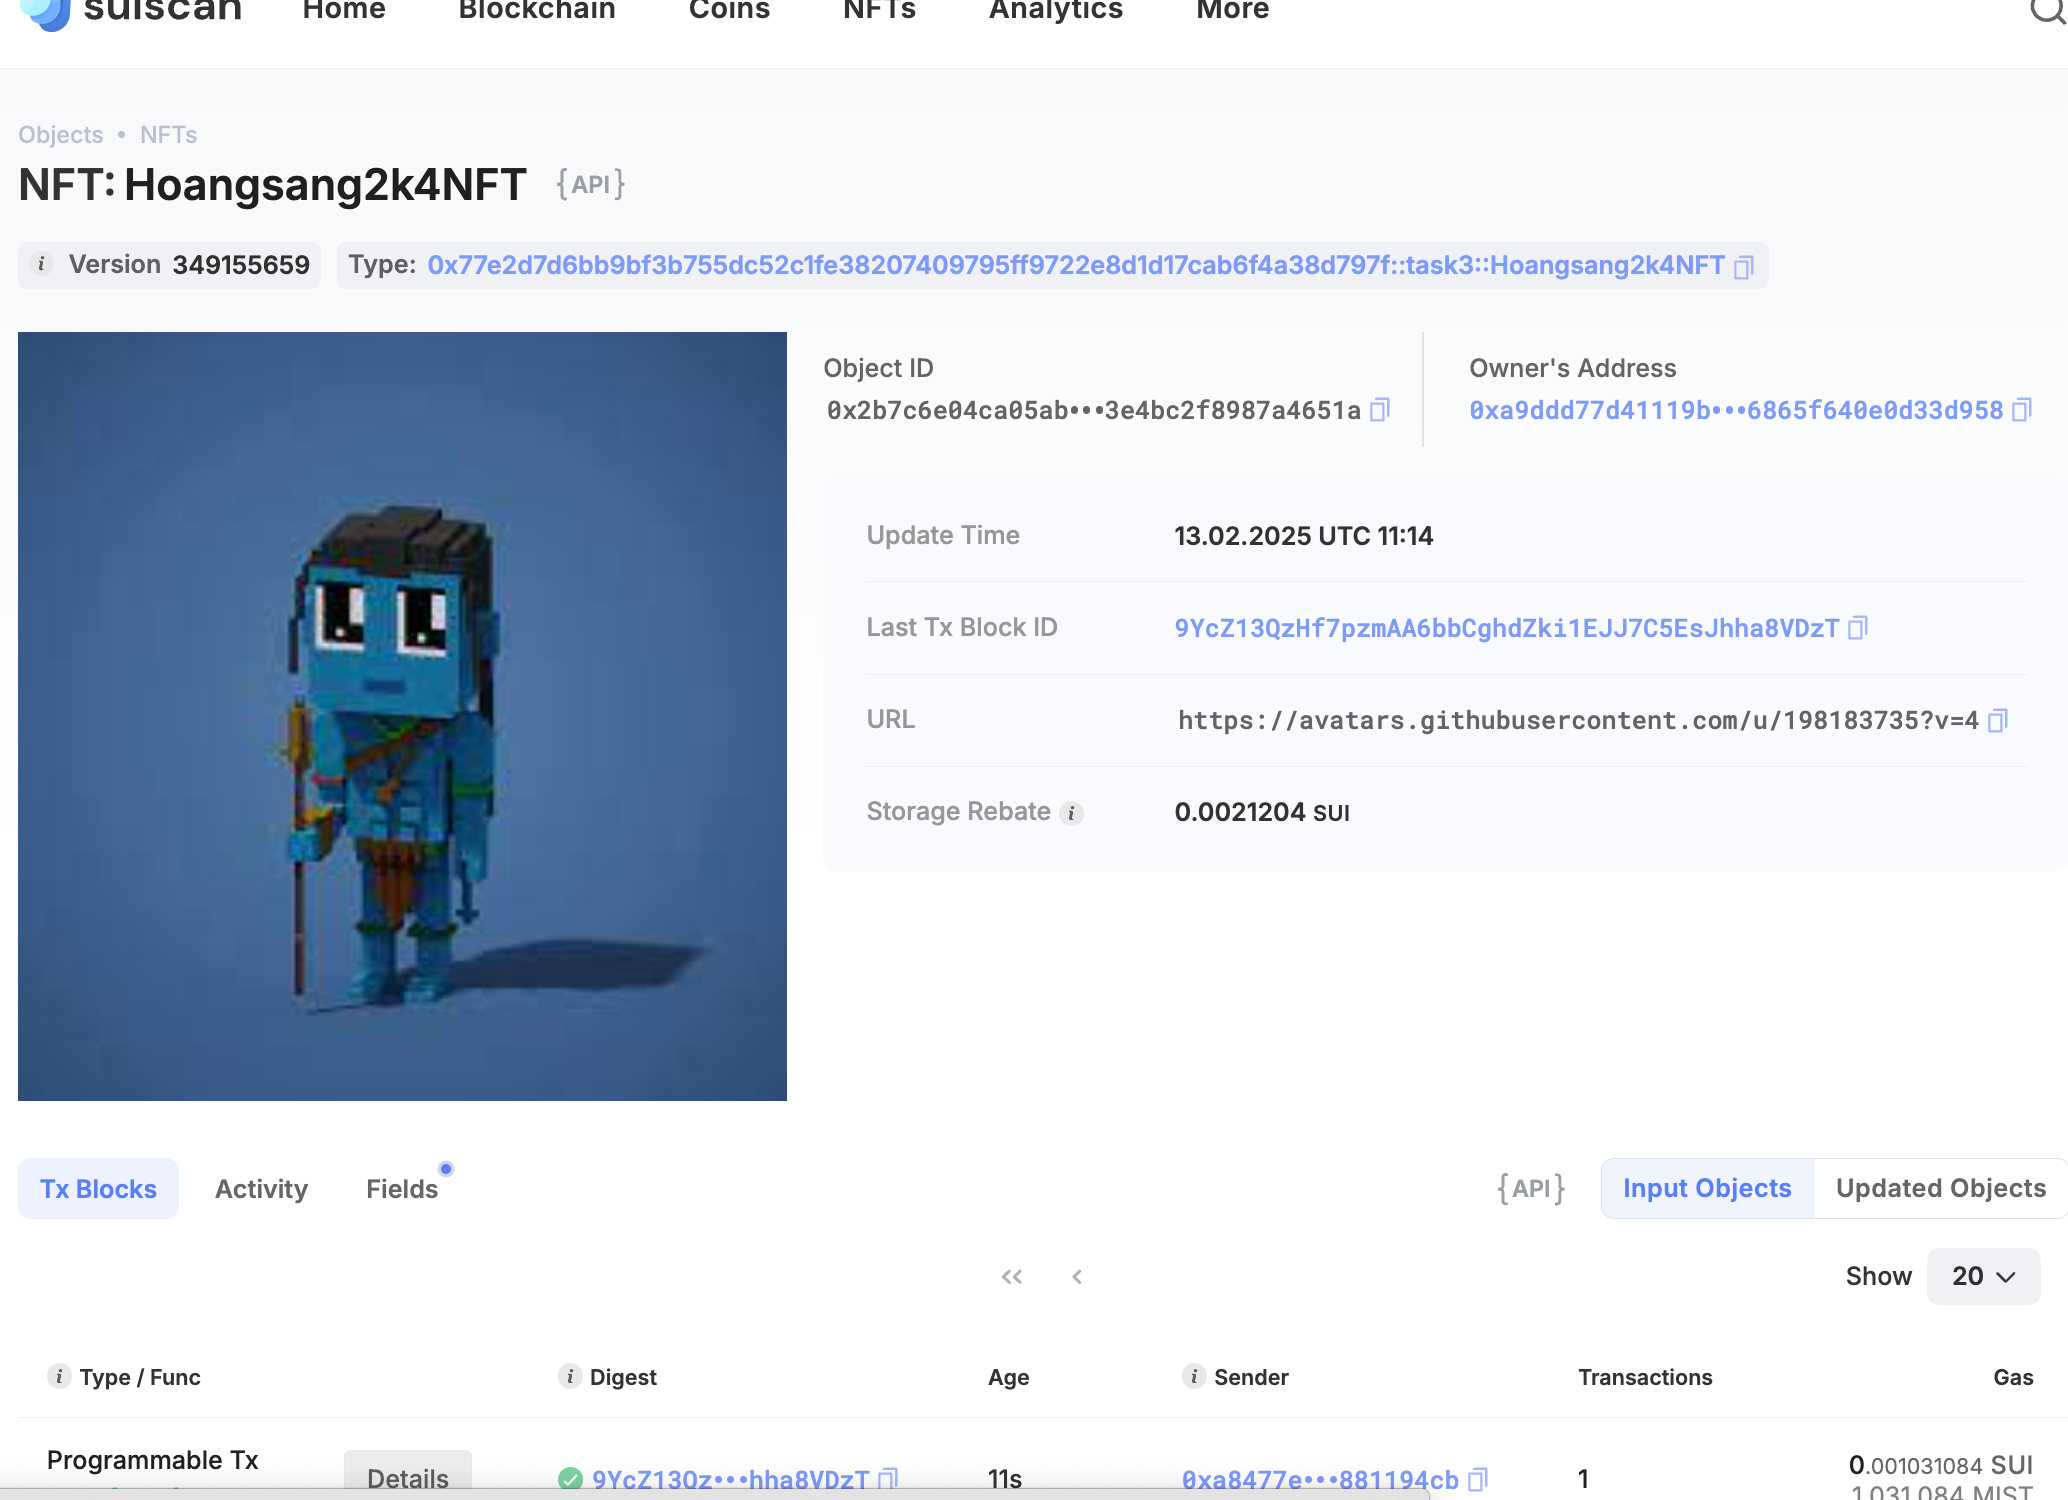 suiscan Home Blockchain Coins NFTs Analytics More
Objects • NFTs
NFT: Hoangsang2k4NFT {API}
i Version 349155659 Type: 0x77e2d7d6bb9bf3b755dc52c1fe38207409795ff9722e8d1d17cab6f4a38d797f::task3::Hoangsang2k4NFT
Object ID
0x2b7c6e04ca05ab•••3e4bc2f8987a4651a
Owner's Address
0xa9ddd77d41119b•••6865f640e0d33d958
Update Time 13.02.2025 UTC 11:14
Last Tx Block ID 9YcZ13QzHf7pzmAA6bbCghdZki1EJJ7C5EsJhha8VDzT
URL https://avatars.githubusercontent.com/u/198183735?v=4
Storage Rebate i 0.0021204 SUI
Tx Blocks Activity Fields {API} Input Objects Updated Objects
<< < Show 20
i Type / Func i Digest Age i Sender Transactions Gas
Programmable Tx Details 9YcZ13Qz•••hha8VDzT 11s 0xa8477e•••881194cb 1 0.001031084 SUI
1,031,084 MIST